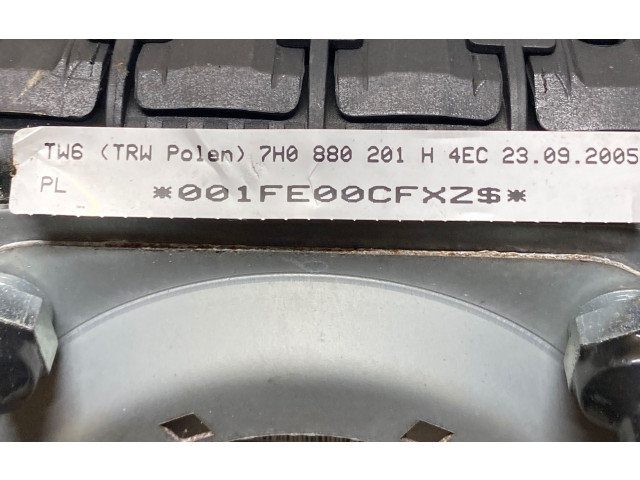 TW6 (TRW Polen) 7H0 880 201 H 4EC 23.09.2005
PL *001FE00CFXZ$*